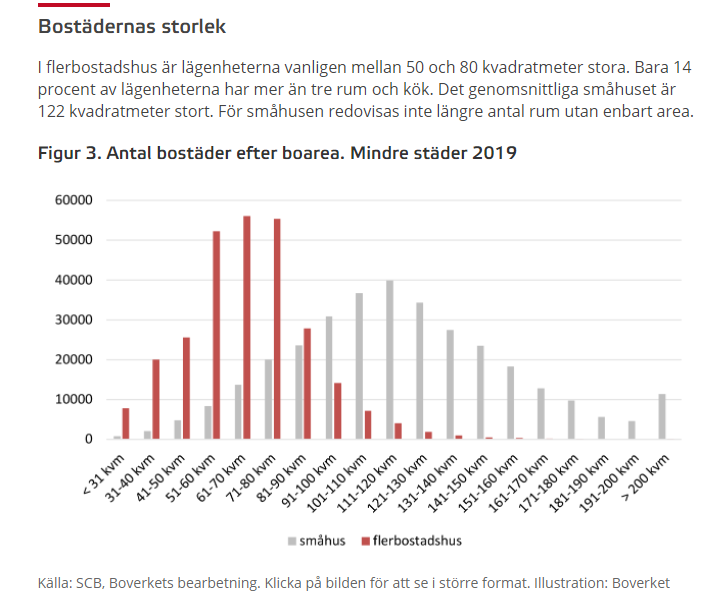 Bostädernas storlek
I flerbostadshus är lägenheterna vanligen mellan 50 och 80 kvadratmeter stora. Bara 14
procent av lägenheterna har mer än tre rum och kök. Det genomsnittliga småhuset är
122 kvadratmeter stort. För småhusen redovisas inte längre antal rum utan enbart area.
Figur 3. Antal bostäder efter boarea. Mindre städer 2019
60000
50000
40000
30000
20000
10000
0
< 31 kvm
31-40 kvm
41-50 kvm
51-60 kvm
61-70 kvm
71-80 kvm
81-90 kvm
91-100 kvm
101-110 kvm
111-120 kvm
121-130 kvm
131-140 kvm
141-150 kvm
151-160 kvm
161-170 kvm
171-180 kvm
181-190 kvm
191-200 kvm
> 200 kvm
småhus flerbostadshus
Källa: SCB, Boverkets bearbetning. Klicka på bilden för att se i större format. Illustration: Boverket